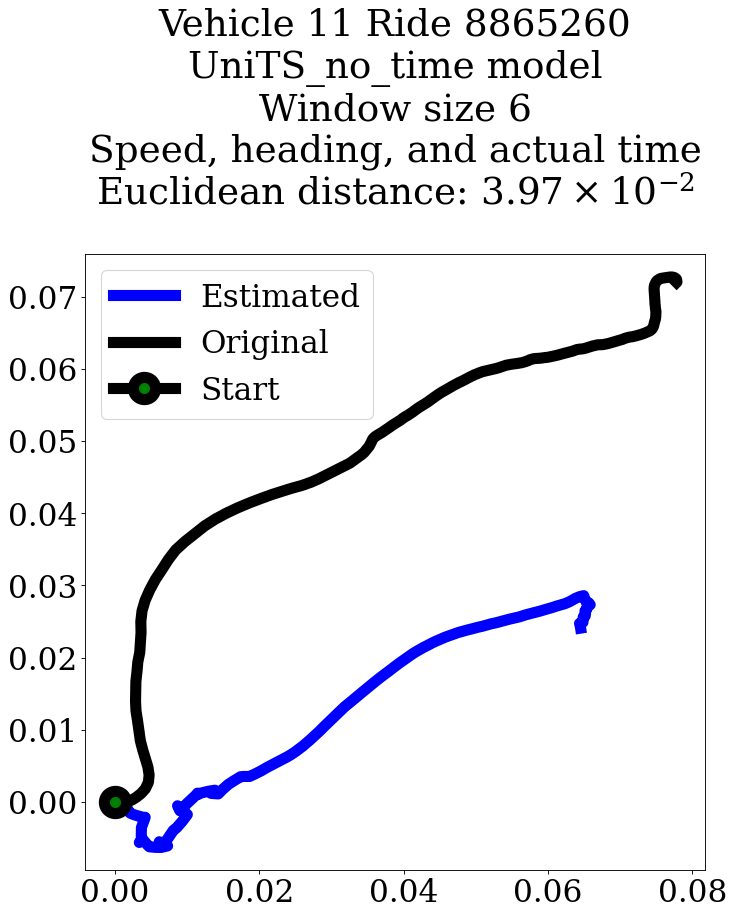 Vehicle 11 Ride 8865260
UniTS_no_time model
Window size 6
Speed, heading, and actual time
Euclidean distance: 3.97 × 10⁻²
Estimated
Original
Start
0.07
0.06
0.05
0.04
0.03
0.02
0.01
0.00
0.00 0.02 0.04 0.06 0.08